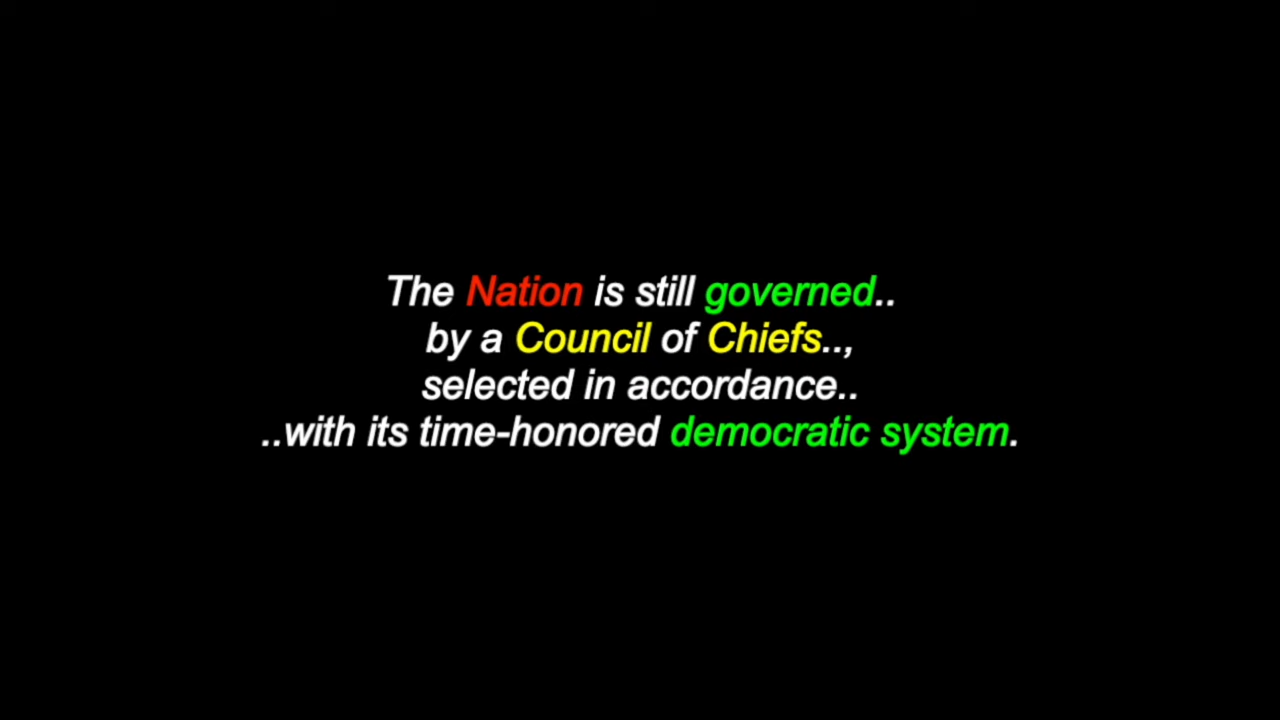 The Nation is still governed..
by a Council of Chiefs..,
selected in accordance..
..with its time-honored democratic system.